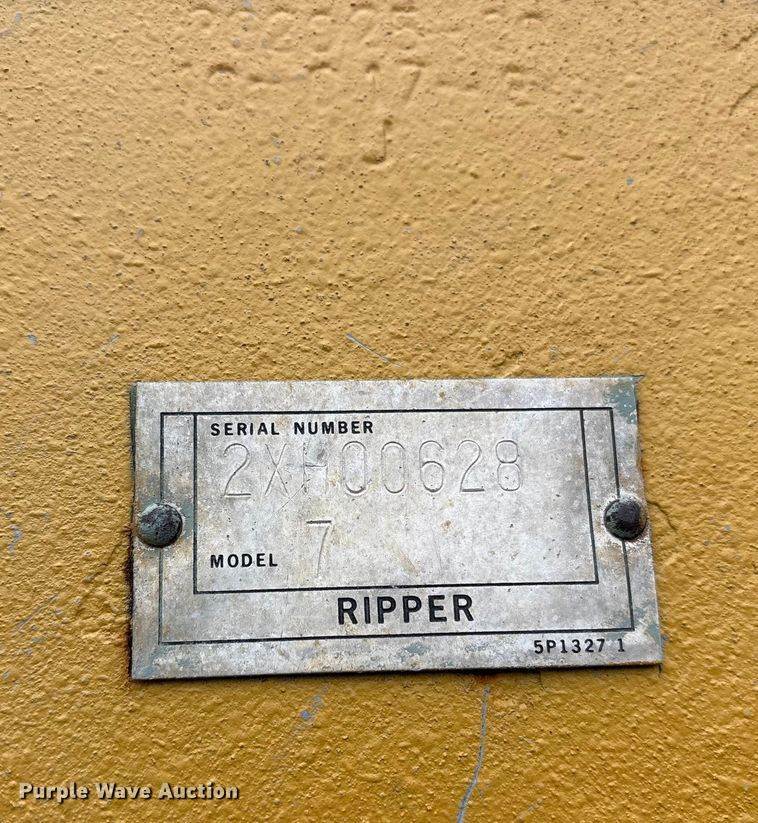 SERIAL NUMBER
2XH00628
MODEL 7
RIPPER
5P1327 1
Purple Wave Auction